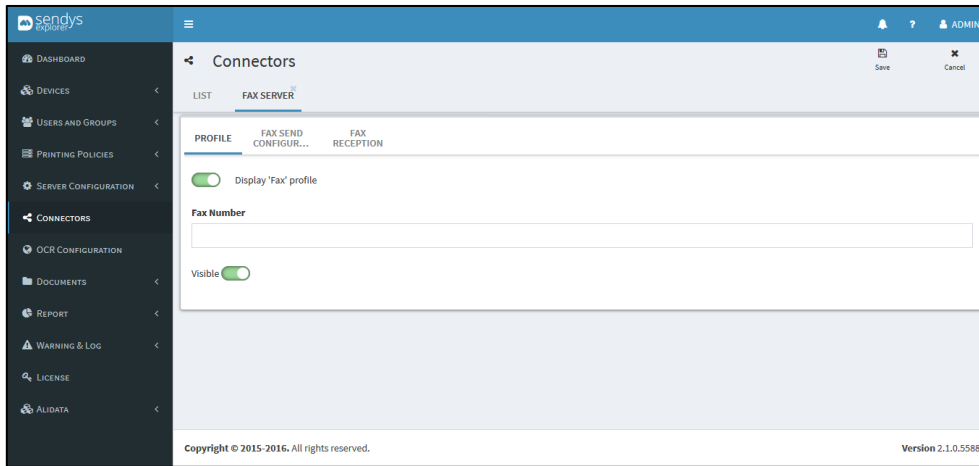 sendys
explorer
ADMIN
DASHBOARD
DEVICES
USERS AND GROUPS
PRINTING POLICIES
SERVER CONFIGURATION
CONNECTORS
OCR CONFIGURATION
DOCUMENTS
REPORT
WARNING & LOG
LICENSE
ALIDATA
Connectors
Save
Cancel
LIST
FAX SERVER
PROFILE
FAX SEND
CONFIGUR...
FAX
RECEPTION
Display 'Fax' profile
Fax Number
Visible
Copyright © 2015-2016. All rights reserved.
Version 2.1.0.5588